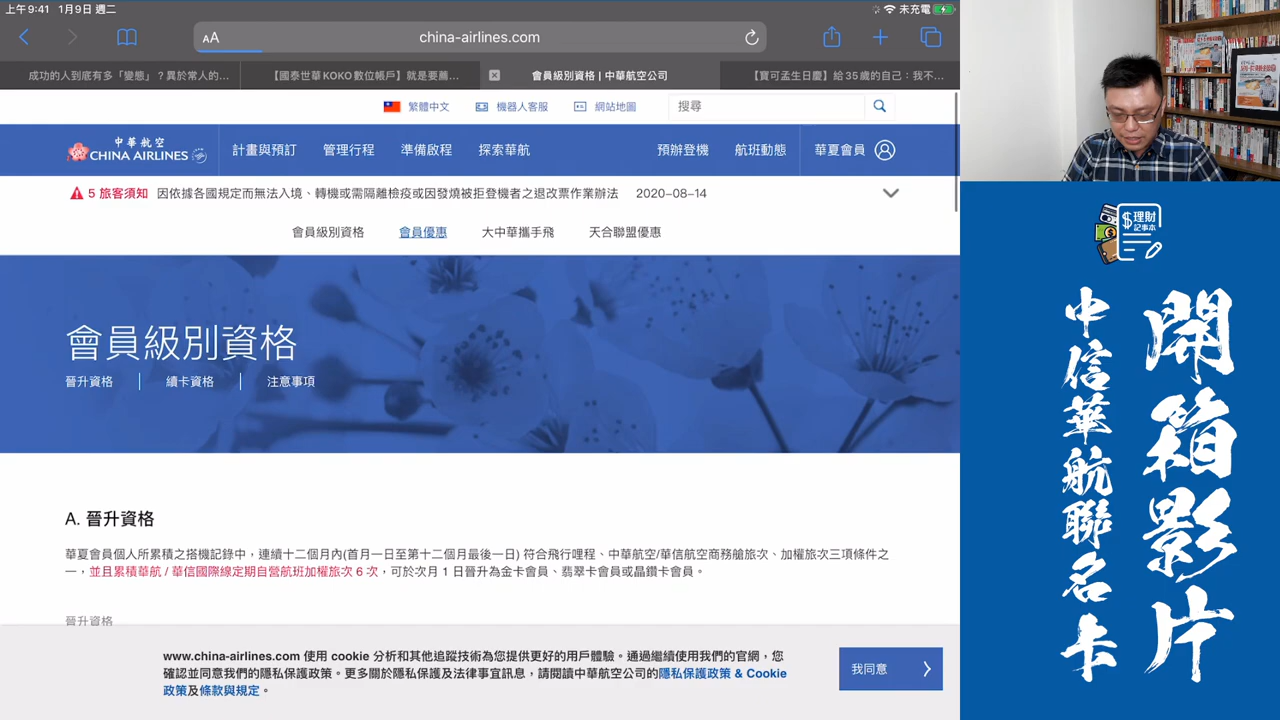 上午9:41 1月9日 週二
未充電
AA
china-airlines.com
成功的人到底有多「變態」？異於常人的...
【國泰世華KOKO數位帳戶】就是要薦...
會員級別資格 | 中華航空公司
【寶可孟生日慶】給35歲的自己：我不...
繁體中文
機器人客服
網站地圖
搜尋
中華航空
CHINA AIRLINES
計畫與預訂
管理行程
準備啟程
探索華航
預辦登機
航班動態
華夏會員
5 旅客須知 因依據各國規定而無法入境、轉機或需隔離檢疫或因發燒被拒登機者之退改票作業辦法 2020-08-14
會員級別資格
會員優惠
大中華攜手飛
天合聯盟優惠
會員級別資格
晉升資格
續卡資格
注意事項
A. 晉升資格
華夏會員個人所累積之搭機記錄中，連續十二個月內(首月一日至第十二個月最後一日) 符合飛行哩程、中華航空/華信航空商務艙旅次、加權旅次三項條件之
一，並且累積華航 / 華信國際線定期自營航班加權旅次 6 次，可於次月 1 日晉升為金卡會員、翡翠卡會員或晶鑽卡會員。
晉升資格
www.china-airlines.com 使用 cookie 分析和其他追蹤技術為您提供更好的用戶體驗。通過繼續使用我們的官網，您
確認並同意我們的隱私保護政策。更多關於隱私保護及法律事宜訊息，請閱讀中華航空公司的隱私保護政策 & Cookie
政策及條款與規定。
我同意
$理財
記事本
開箱影片
中信華航聯名卡